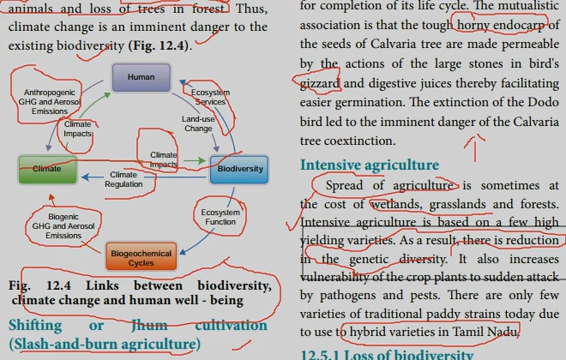 animals and loss of trees in forest. Thus,
climate change is an imminent danger to the
existing biodiversity (Fig. 12.4).
Human
Anthropogenic
GHG and Aerosol
Emissions
Ecosystem
Services
Climate
Impacts
Land-use
Change
Climate
Climate
Impacts
Biodiversity
Climate
Regulation
Biogenic
GHG and Aerosol
Emissions
Ecosystem
Function
Biogeochemical
Cycles
Fig. 12.4 Links between biodiversity,
climate change and human well - being
Shifting or Jhum cultivation
(Slash-and-burn agriculture)
for completion of its life cycle. The mutualistic
association is that the tough horny endocarp of
the seeds of Calvaria tree are made permeable
by the actions of the large stones in bird's
gizzard and digestive juices thereby facilitating
easier germination. The extinction of the Dodo
bird led to the imminent danger of the Calvaria
tree coextinction.
Intensive agriculture
Spread of agriculture is sometimes at
the cost of wetlands, grasslands and forests.
Intensive agriculture is based on a few high
yielding varieties. As a result, there is reduction
in the genetic diversity. It also increases
vulnerability of the crop plants to sudden attack
by pathogens and pests. There are only few
varieties of traditional paddy strains today due
to use to hybrid varieties in Tamil Nadu.
12.5.1 Loss of biodiversity